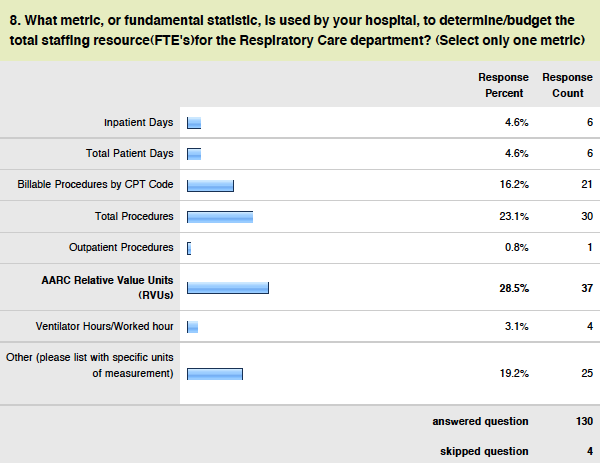 8. What metric, or fundamental statistic, is used by your hospital, to determine/budget the
total staffing resource(FTE's)for the Respiratory Care department? (Select only one metric)
Response Percent Response Count
Inpatient Days 4.6% 6
Total Patient Days 4.6% 6
Billable Procedures by CPT Code 16.2% 21
Total Procedures 23.1% 30
Outpatient Procedures 0.8% 1
AARC Relative Value Units
(RVUs) 28.5% 37
Ventilator Hours/Worked hour 3.1% 4
Other (please list with specific units
of measurement) 19.2% 25
answered question 130
skipped question 4